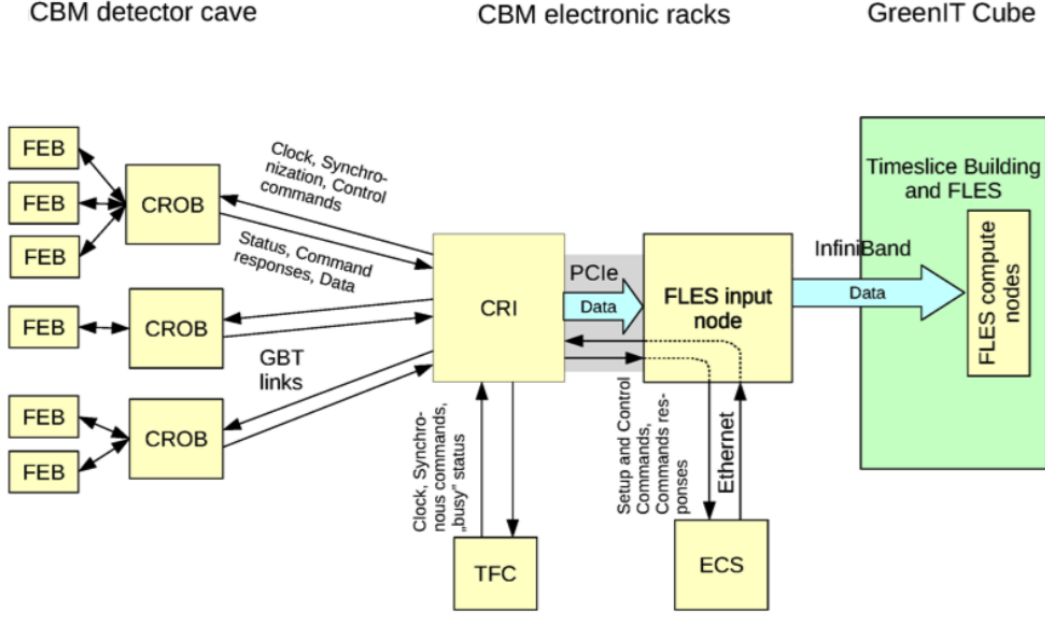 CBM detector cave
CBM electronic racks
GreenIT Cube
FEB
FEB
FEB
CROB
Clock, Synchro-
nization, Control
commands
Status, Command
responses, Data
FEB
CROB
GBT
links
FEB
FEB
CROB
CRI
PCIe
Data
FLES input
node
InfiniBand
Data
Timeslice Building
and FLES
FLES compute
nodes
Clock, Synchro-
nous commands,
„busy” status
TFC
Setup and Control
Commands,
Commands res-
ponses
Ethernet
ECS